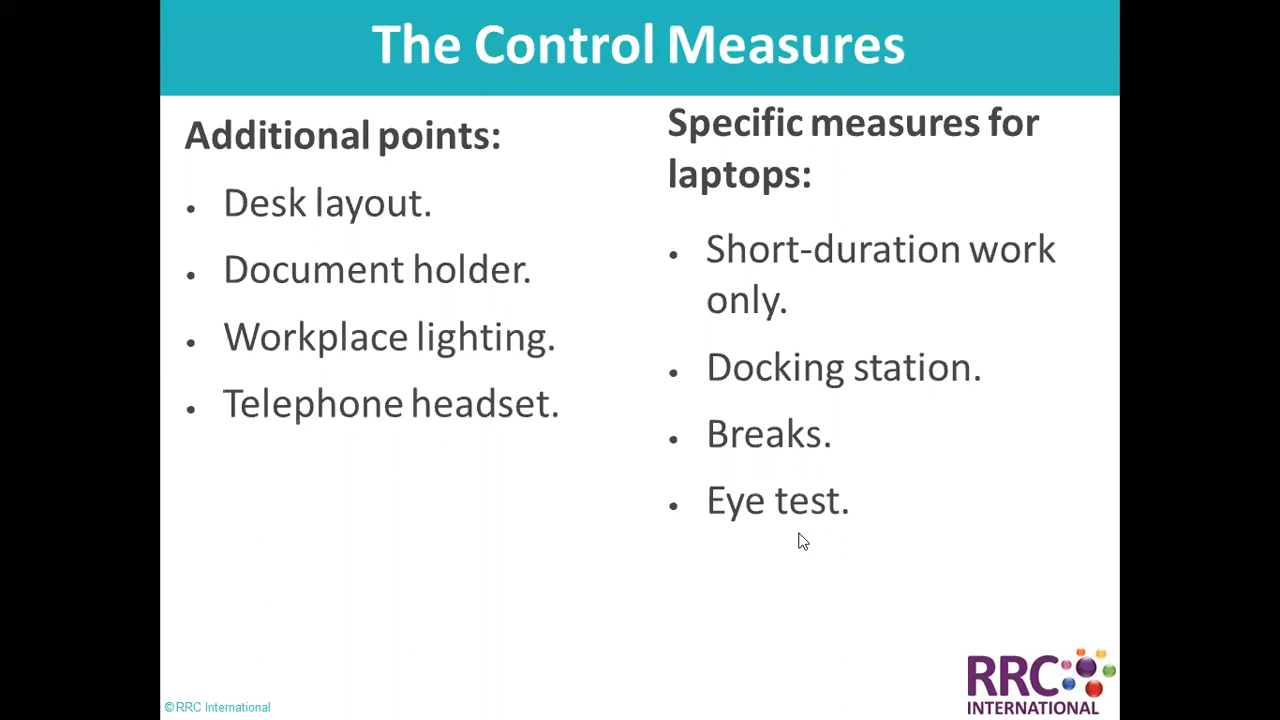 The Control Measures
Additional points:
• Desk layout.
• Document holder.
• Workplace lighting.
• Telephone headset.
Specific measures for
laptops:
• Short-duration work
only.
• Docking station.
• Breaks.
• Eye test.
©RRC International
RRC
INTERNATIONAL